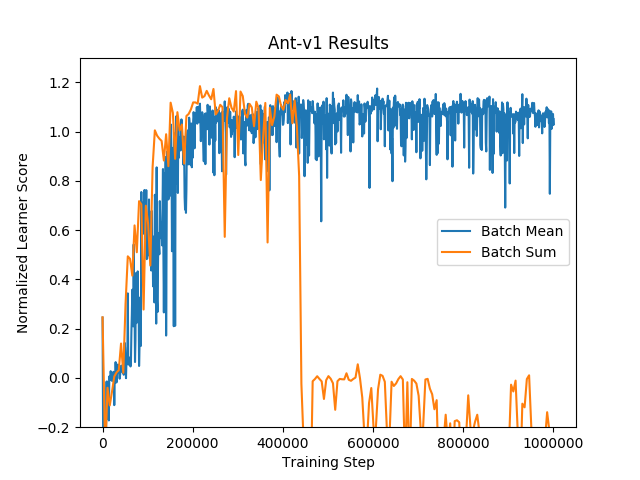 Ant-v1 Results
Normalized Learner Score
1.2
1.0
0.8
0.6
0.4
0.2
0.0
−0.2
Batch Mean
Batch Sum
0 200000 400000 600000 800000 1000000
Training Step